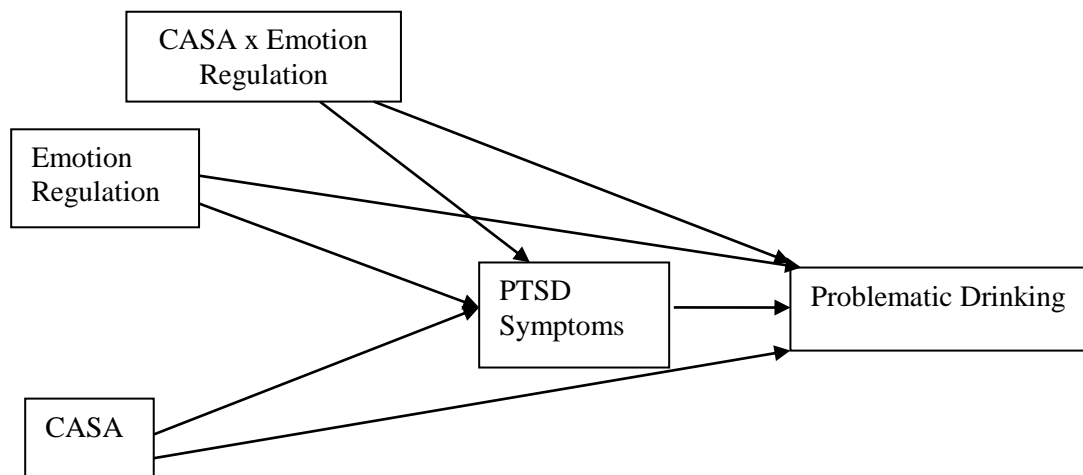 CASA x Emotion
Regulation
Emotion
Regulation
PTSD
Symptoms
Problematic Drinking
CASA